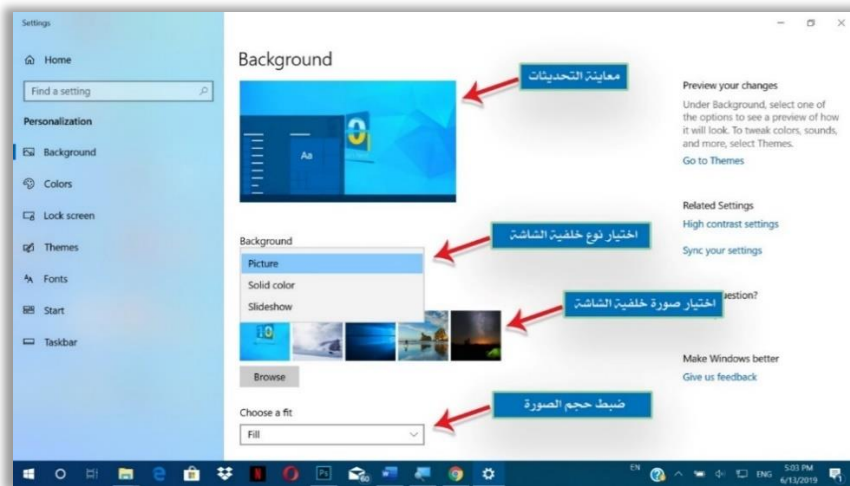 Settings
Home
Find a setting
Personalization
Background
Colors
Lock screen
Themes
Fonts
Start
Taskbar
Background
Aa
معاينة التحديثات
Background
Picture
Solid color
Slideshow
اختيار نوع خلفية الشاشة
اختيار صورة خلفية الشاشة
10
Browse
Choose a fit
Fill
ضبط حجم الصورة
Preview your changes
Under Background, select one of
the options to see a preview of how
it will look. To tweak colors, sounds,
and more, select Themes.
Go to Themes
Related Settings
High contrast settings
Sync your settings
uestion?
Make Windows better
Give us feedback
Ps
60
EN
ENG
5:03 PM
6/13/2019